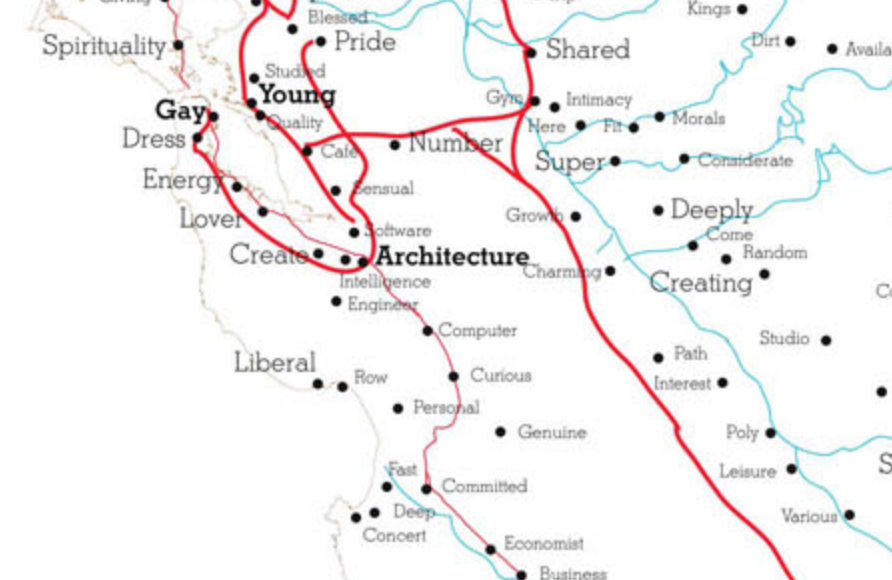 Blessed
Kings
Spirituality
Pride
Shared
Dirt
Studied
Young
Gym
Intimacy
Gay
Quality
Here
Fit
Morals
Dress
Cafe
Number
Super
Considerate
Energy
Sensual
Lover
Growth
Deeply
Software
Come
Create
Architecture
Random
Intelligence
Charming
Creating
Engineer
Computer
Studio
Liberal
Row
Curious
Path
Interest
Personal
Genuine
Poly
Fast
Leisure
Committed
Deep
Various
Concert
Economist
Business